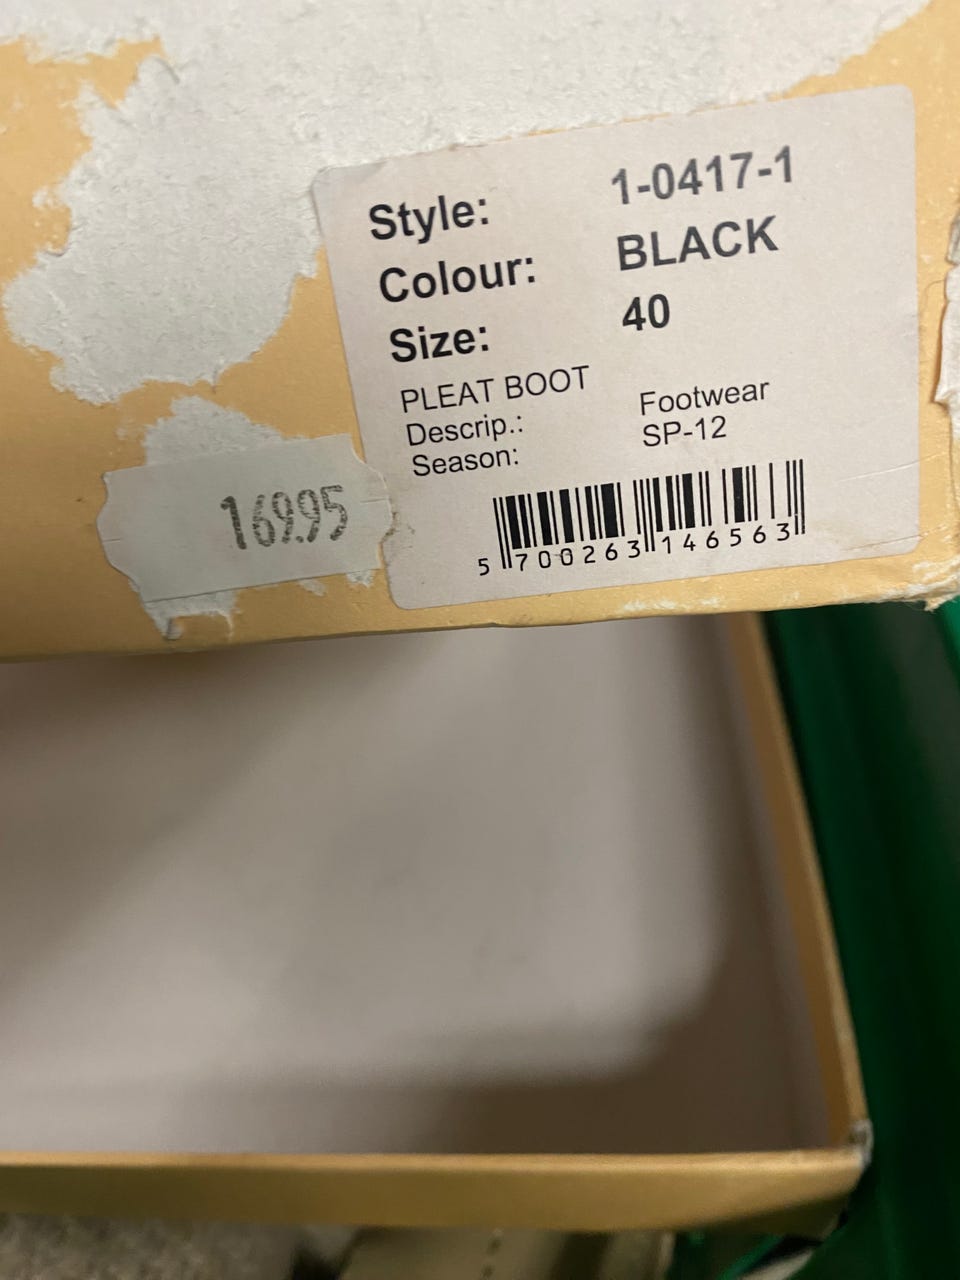 Style: 1-0417-1
Colour: BLACK
Size: 40
PLEAT BOOT
Descrip.: Footwear
Season: SP-12
5 700263 146563
169.95